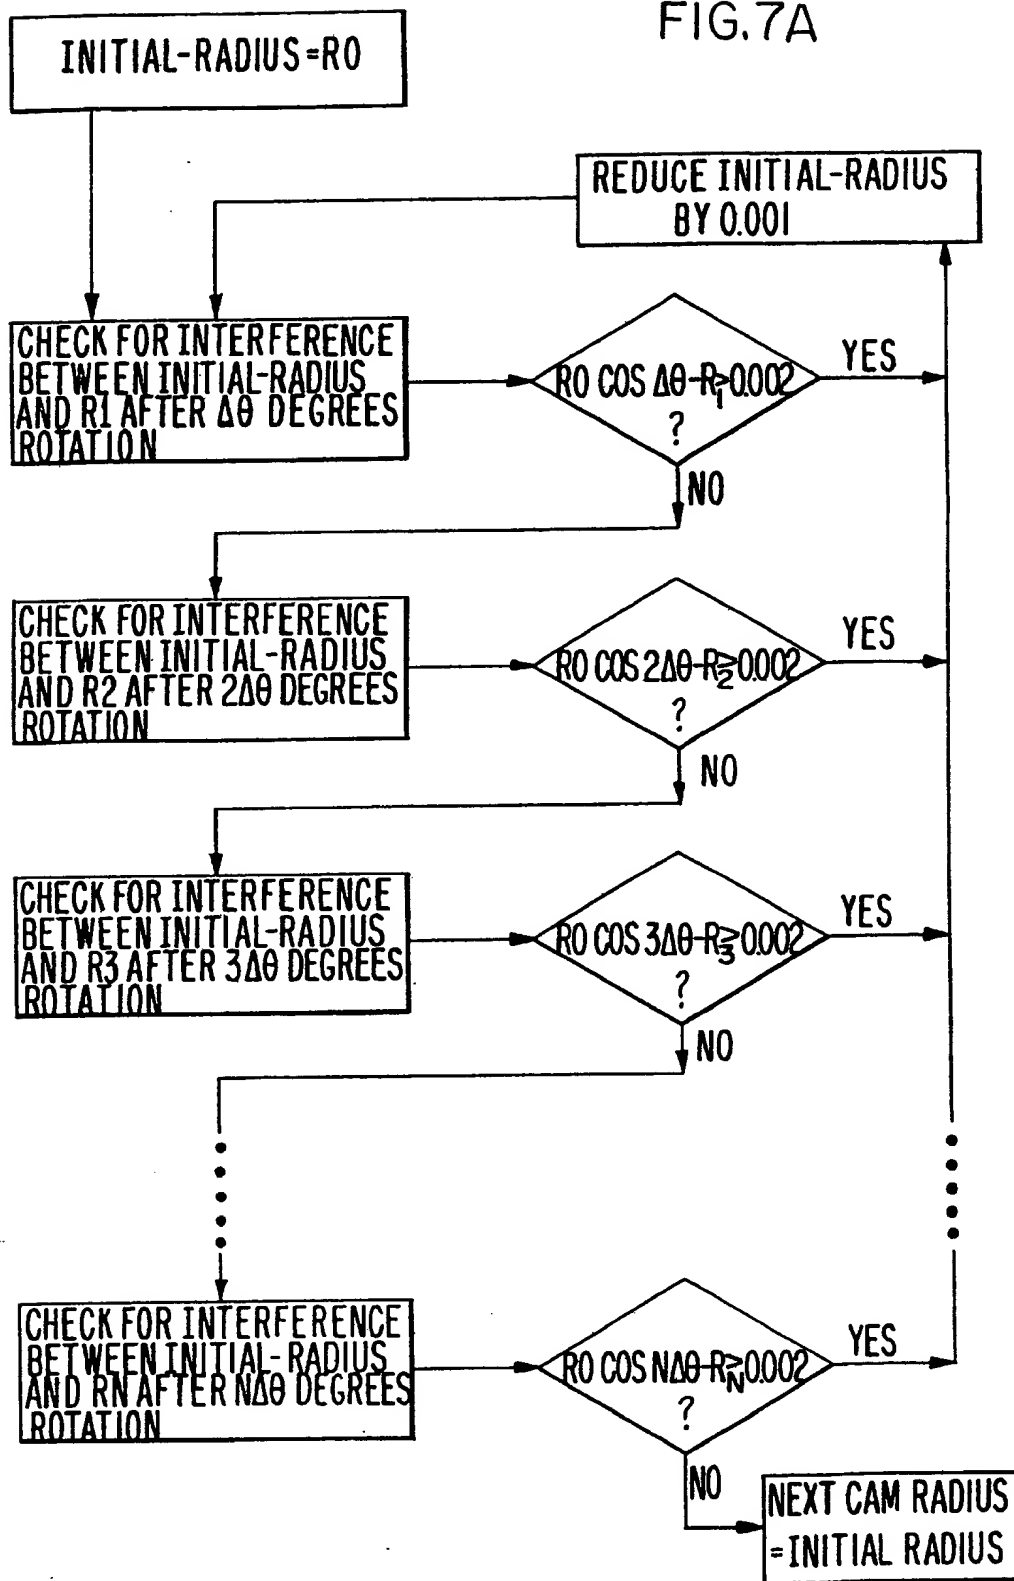 FIG.7A
INITIAL-RADIUS=R0
REDUCE INITIAL-RADIUS
BY 0.001
CHECK FOR INTERFERENCE
BETWEEN INITIAL-RADIUS
AND R1 AFTER Δθ DEGREES
ROTATION
R0 COS Δθ-R₁≥0.002
?
YES
NO
CHECK FOR INTERFERENCE
BETWEEN INITIAL-RADIUS
AND R2 AFTER 2Δθ DEGREES
ROTATION
R0 COS 2Δθ-R₂≥0.002
?
YES
NO
CHECK FOR INTERFERENCE
BETWEEN INITIAL-RADIUS
AND R3 AFTER 3Δθ DEGREES
ROTATION
R0 COS 3Δθ-R₃≥0.002
?
YES
NO
CHECK FOR INTERFERENCE
BETWEEN INITIAL-RADIUS
AND RN AFTER NΔθ DEGREES
ROTATION
R0 COS NΔθ-R_N≥0.002
?
YES
NO
NEXT CAM RADIUS
=INITIAL RADIUS